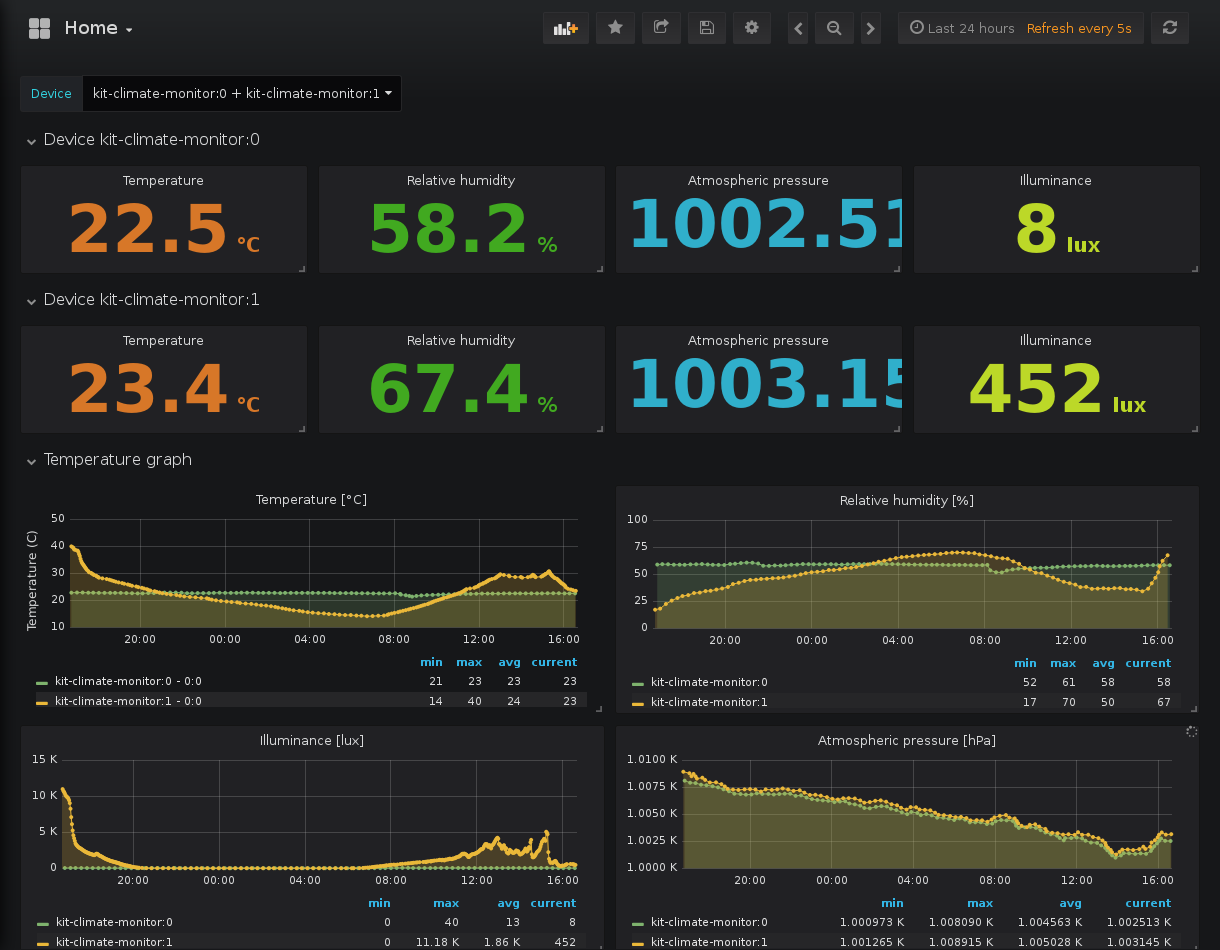 Home
Last 24 hours Refresh every 5s
Device kit-climate-monitor:0 + kit-climate-monitor:1
Device kit-climate-monitor:0
Temperature
22.5 °C
Relative humidity
58.2 %
Atmospheric pressure
1002.51
Illuminance
8 lux
Device kit-climate-monitor:1
Temperature
23.4 °C
Relative humidity
67.4 %
Atmospheric pressure
1003.15
Illuminance
452 lux
Temperature graph
Temperature [°C]
Temperature (C)
50
40
30
20
10
20:00 00:00 04:00 08:00 12:00 16:00
min max avg current
kit-climate-monitor:0 - 0:0 21 23 23 23
kit-climate-monitor:1 - 0:0 14 40 24 23
Relative humidity [%]
100
75
50
25
0
20:00 00:00 04:00 08:00 12:00 16:00
min max avg current
kit-climate-monitor:0 52 61 58 58
kit-climate-monitor:1 17 70 50 67
Illuminance [lux]
15 K
10 K
5 K
0
20:00 00:00 04:00 08:00 12:00 16:00
min max avg current
kit-climate-monitor:0 0 40 13 8
kit-climate-monitor:1 0 11.18 K 1.86 K 452
Atmospheric pressure [hPa]
1.0100 K
1.0075 K
1.0050 K
1.0025 K
1.0000 K
20:00 00:00 04:00 08:00 12:00 16:00
min max avg current
kit-climate-monitor:0 1.000973 K 1.008090 K 1.004563 K 1.002513 K
kit-climate-monitor:1 1.001265 K 1.008915 K 1.005028 K 1.003145 K